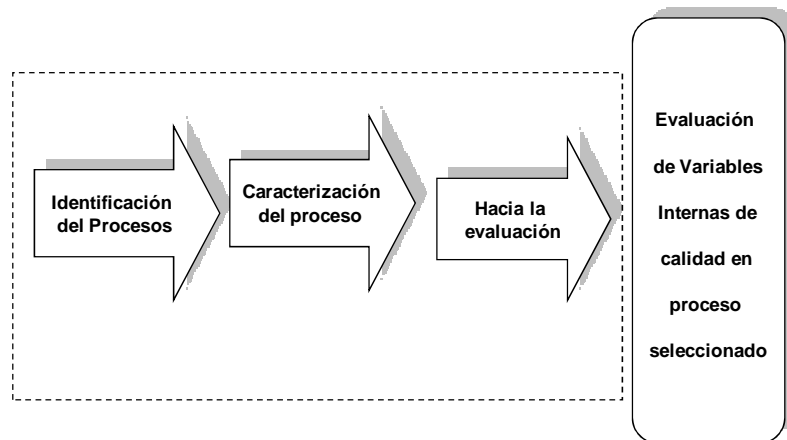 Identificación
del Procesos
Caracterización
del proceso
Hacia la
evaluación
Evaluación
de Variables
Internas de
calidad en
proceso
seleccionado